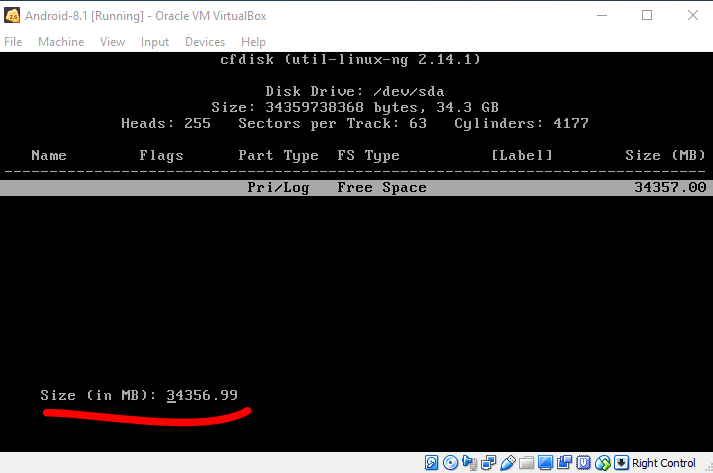 Android-8.1 [Running] - Oracle VM VirtualBox
File Machine View Input Devices Help
cfdisk (util-linux-ng 2.14.1)
Disk Drive: /dev/sda
Size: 34359738368 bytes, 34.3 GB
Heads: 255 Sectors per Track: 63 Cylinders: 4177
Name Flags Part Type FS Type [Label] Size (MB)
Pri/Log Free Space 34357.00
Size (in MB): 34356.99
Right Control